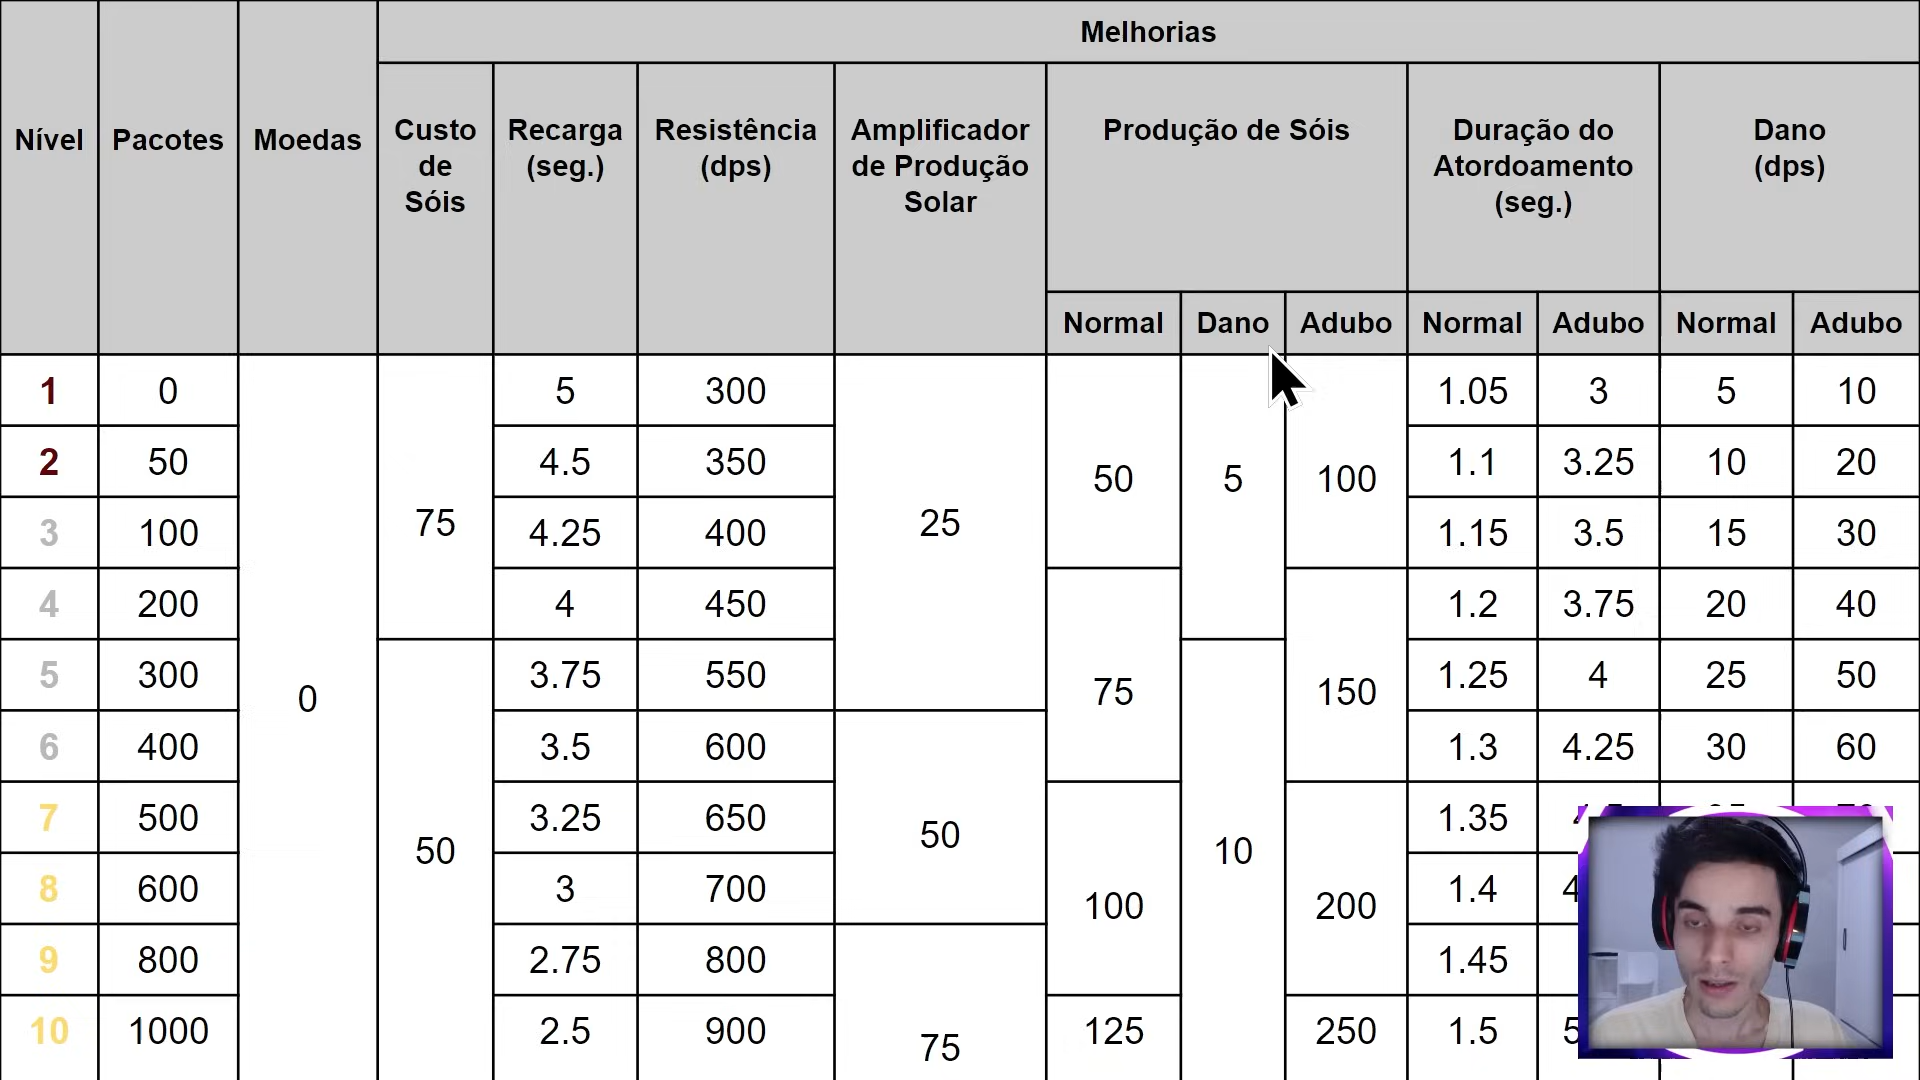 Melhorias
Nível Pacotes Moedas Custo de Sóis Recarga (seg.) Resistência (dps) Amplificador de Produção Solar Produção de Sóis Duração do Atordoamento (seg.) Dano (dps)
Normal Dano Adubo Normal Adubo Normal Adubo
1 0 0 75 5 300 25 50 5 100 1.05 3 5 10
2 50 4.5 350 1.1 3.25 10 20
3 100 4.25 400 1.15 3.5 15 30
4 200 4 450 75 150 1.2 3.75 20 40
5 300 50 3.75 550 10 1.25 4 25 50
6 400 3.5 600 50 1.3 4.25 30 60
7 500 3.25 650 100 200 1.35
8 600 3 700 1.4
9 800 2.75 800 75 1.45
10 1000 2.5 900 125 250 1.5